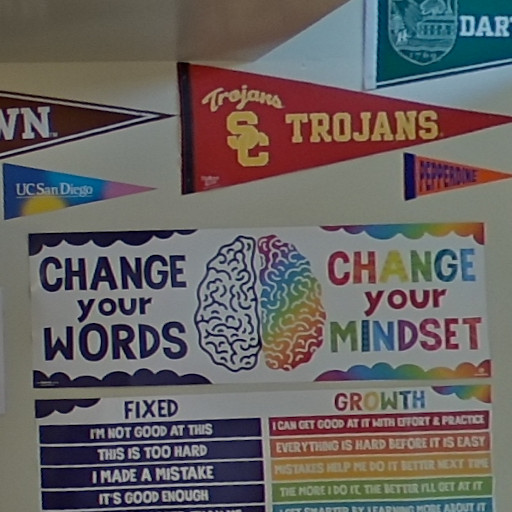 DAR
1769
WN
Trojans
SC
TROJANS
UC San Diego
PEPPERDINE
CHANGE
your
WORDS
CHANGE
your
MINDSET
FIXED
I'M NOT GOOD AT THIS
THIS IS TOO HARD
I MADE A MISTAKE
IT'S GOOD ENOUGH
GROWTH
I CAN GET GOOD AT IT WITH EFFORT & PRACTICE
EVERYTHING IS HARD BEFORE IT IS EASY
MISTAKES HELP ME DO IT BETTER NEXT TIME
THE MORE I DO IT, THE BETTER I'LL GET AT IT
I GET SMARTER BY LEARNING MORE ABOUT IT